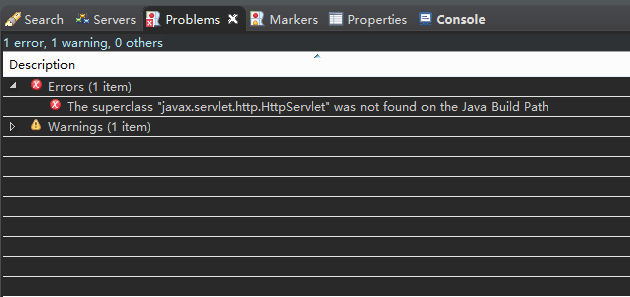 Search Servers Problems Markers Properties Console
1 error, 1 warning, 0 others
Description
Errors (1 item)
The superclass "javax.servlet.http.HttpServlet" was not found on the Java Build Path
Warnings (1 item)